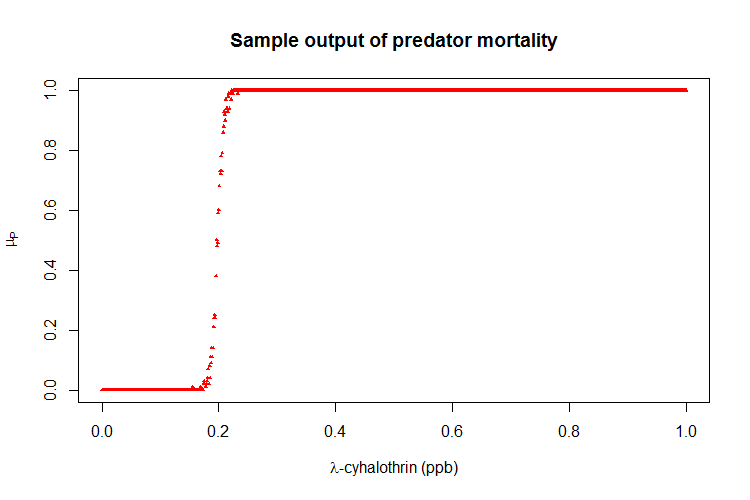 Sample output of predator mortality
1.0
0.8
0.6
0.4
0.2
0.0
μP
0.0 0.2 0.4 0.6 0.8 1.0
λ-cyhalothrin (ppb)